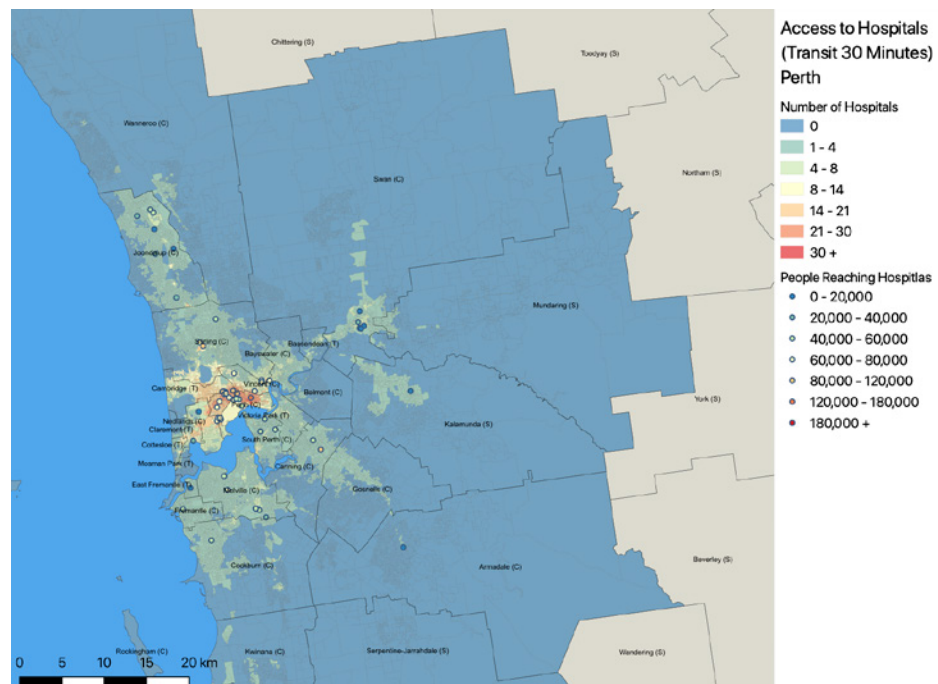 Access to Hospitals
(Transit 30 Minutes)
Perth
Number of Hospitals
0
1 - 4
4 - 8
8 - 14
14 - 21
21 - 30
30 +
People Reaching Hospitlas
0 - 20,000
20,000 - 40,000
40,000 - 60,000
60,000 - 80,000
80,000 - 120,000
120,000 - 180,000
180,000 +
Chittering (S)
Toodyay (S)
Wanneroo (C)
Northam (S)
Swan (C)
Joondalup (C)
Mundaring (S)
Stirling (C)
Bassendean (T)
Bayswater (C)
Cambridge (T)
Vincent (C)
Belmont (C)
York (S)
Nedlands (C)
Victoria Park (T)
Kalamunda (S)
Claremont (T)
South Perth (C)
Cottesloe (T)
Mosman Park (T)
Canning (C)
East Fremantle (T)
Melville (C)
Gosnells (C)
Fremantle (C)
Beverley (S)
Cockburn (C)
Armadale (C)
Rockingham (C)
Kwinana (C)
Serpentine-Jarrahdale (S)
Wandering (S)
0 5 10 15 20 km